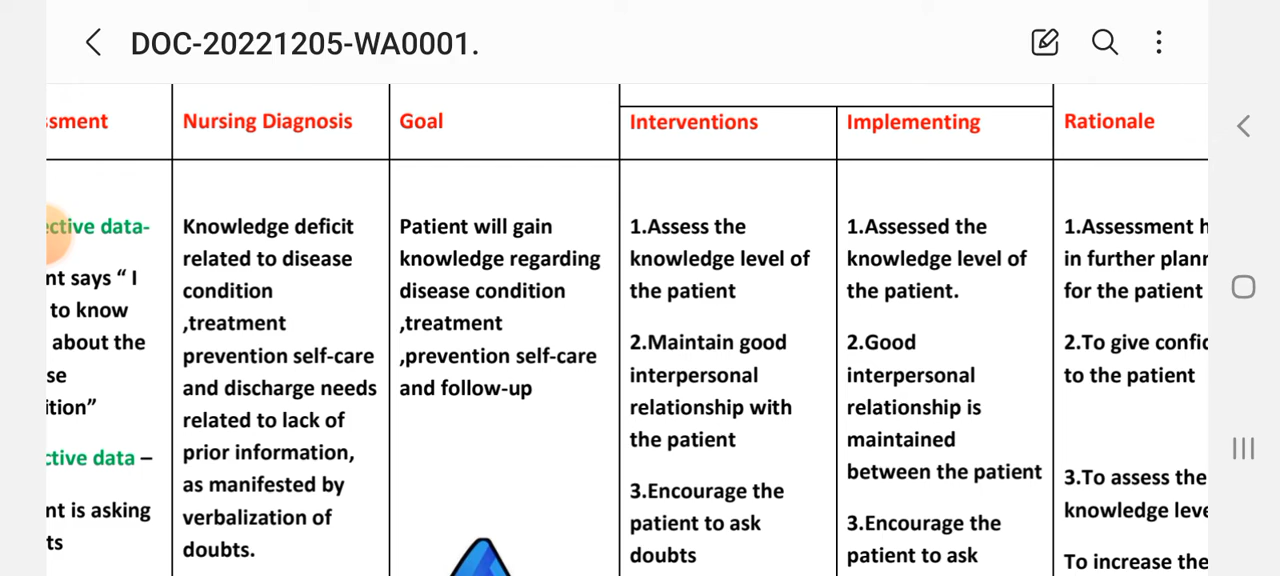 DOC-20221205-WA0001.
sment
Nursing Diagnosis
Goal
Interventions
Implementing
Rationale
ective data-
nt says “ I
to know
about the
se
ition”
ctive data –
nt is asking
ts
Knowledge deficit
related to disease
condition
,treatment
prevention self-care
and discharge needs
related to lack of
prior information,
as manifested by
verbalization of
doubts.
Patient will gain
knowledge regarding
disease condition
,treatment
,prevention self-care
and follow-up
1.Assess the
knowledge level of
the patient
2.Maintain good
interpersonal
relationship with
the patient
3.Encourage the
patient to ask
doubts
1.Assessed the
knowledge level of
the patient.
2.Good
interpersonal
relationship is
maintained
between the patient
3.Encourage the
patient to ask
1.Assessment h
in further plann
for the patient
2.To give confid
to the patient
3.To assess the
knowledge leve
To increase the